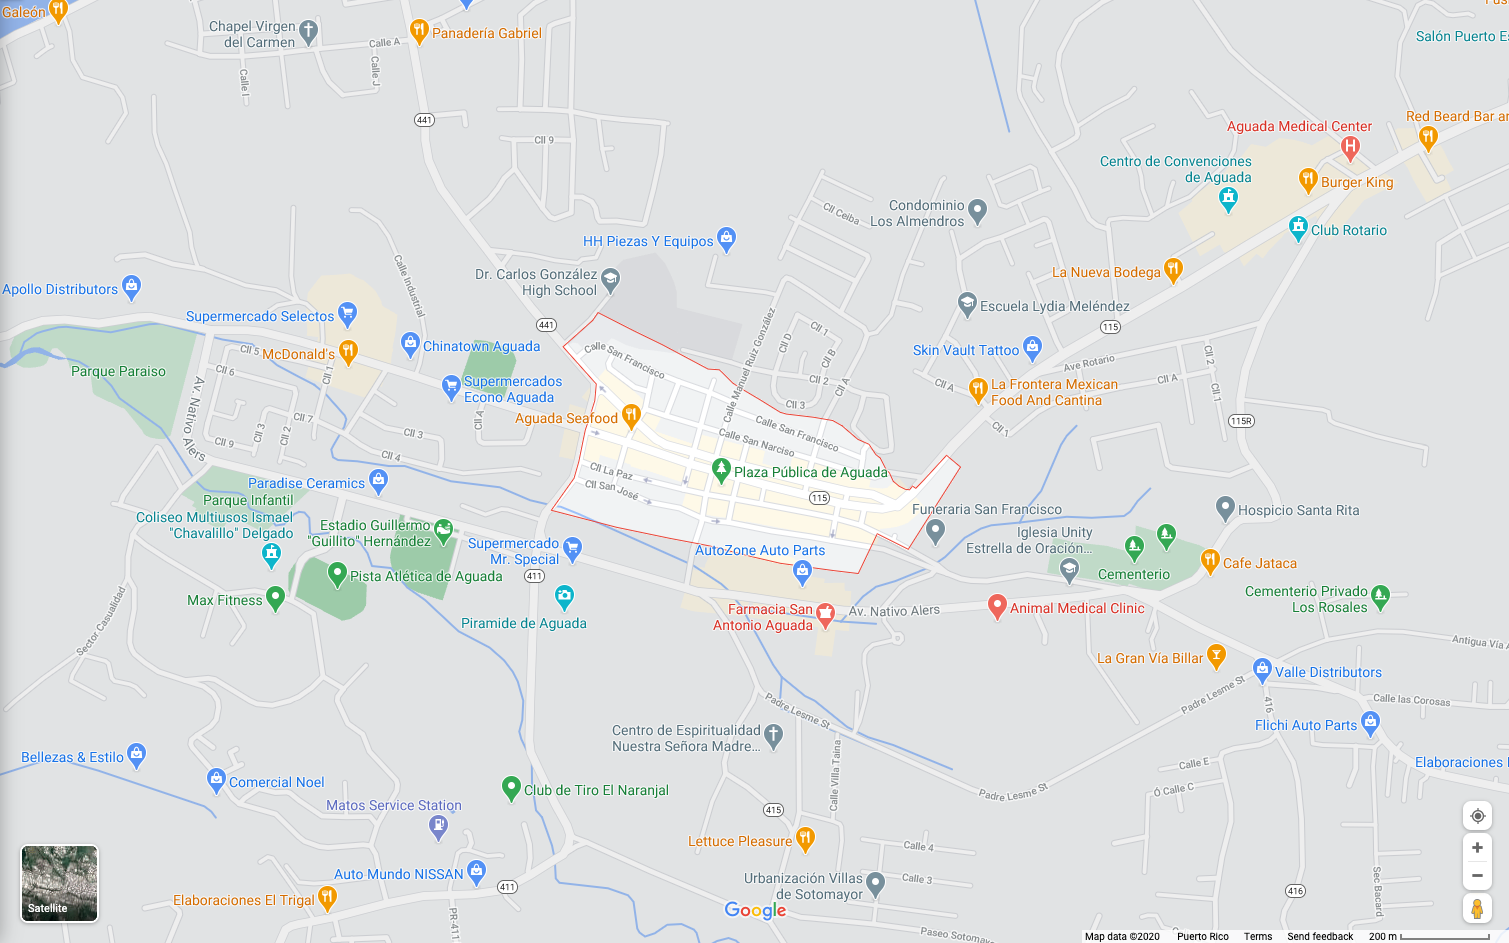 Galeón
Chapel Virgen
del Carmen
Calle A
Calle J
Calle I
Panadería Gabriel
441
Cll 9
Salón Puerto Es
Aguada Medical Center
Red Beard Bar an
Centro de Convenciones
de Aguada
Burger King
Club Rotario
Condominio
Los Almendros
Cll Ceiba
HH Piezas Y Equipos
La Nueva Bodega
Dr. Carlos González
High School
Calle Industrial
Apollo Distributors
Supermercado Selectos
Escuela Lydia Meléndez
441
115
McDonald's
Chinatown Aguada
Calle San Francisco
Calle Manuel Ruiz González
Cll D
Cll 1
Cll B
Skin Vault Tattoo
Ave Rotario
Cll 2
Parque Paraiso
Cll 5
Cll 6
Cll 1
Supermercados
Econo Aguada
Cll 2
Cll A
Cll 3
Cll A
La Frontera Mexican
Food And Cantina
Cll A
Cll 1
Av. Nativo Alers
Cll 7
Cll 9
Cll 3
Cll 2
Cll 3
Cll 4
Cll A
Aguada Seafood
Calle San Francisco
Calle San Narciso
Cll 1
115R
Plaza Pública de Aguada
Cll La Paz
Cll San José
115
Paradise Ceramics
Parque Infantil
Coliseo Multiusos Ismael
"Chavalillo" Delgado
Estadio Guillermo
"Guillito" Hernández
Funeraria San Francisco
Hospicio Santa Rita
Iglesia Unity
Estrella de Oración...
Supermercado
Mr. Special
AutoZone Auto Parts
Cementerio
Cafe Jataca
Pista Atlética de Aguada
411
Max Fitness
Sector Casualidad
Piramide de Aguada
Farmacia San
Antonio Aguada
Av. Nativo Alers
Animal Medical Clinic
Cementerio Privado
Los Rosales
Antigua Vía A
La Gran Vía Billar
Valle Distributors
Padre Lesme St
Padre Lesme St
416
Calle las Corosas
Flichi Auto Parts
Centro de Espiritualidad
Nuestra Señora Madre...
Calle Villa Taina
Bellezas & Estilo
Comercial Noel
Club de Tiro El Naranjal
Padre Lesme St
Calle E
Ó Calle C
Elaboraciones
Matos Service Station
415
Lettuce Pleasure
Calle 4
Calle 3
Auto Mundo NISSAN
411
Urbanización Villas
de Sotomayor
416
Sec Bacard
Elaboraciones El Trigal
PR-411
Paseo Sotomayo
Satellite
Google
Map data ©2020 Puerto Rico Terms Send feedback 200 m